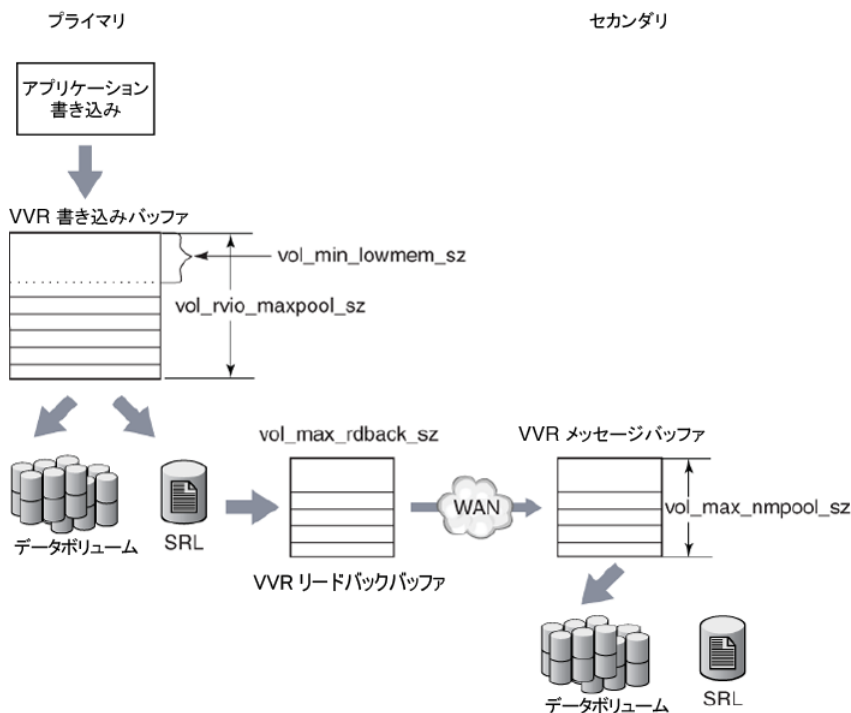 プライマリ
セカンダリ
アプリケーション
書き込み
VVR 書き込みバッファ
vol_min_lowmem_sz
vol_rvio_maxpool_sz
vol_max_rdback_sz
VVR メッセージバッファ
WAN
vol_max_nmpool_sz
データボリューム
SRL
VVR リードバックバッファ
データボリューム
SRL